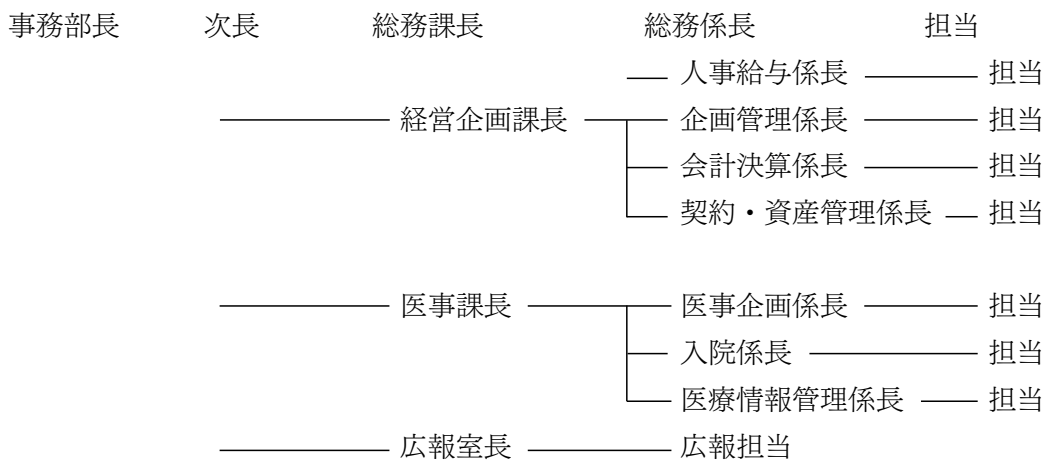 事務部長 次長 総務課長 総務係長 担当
人事給与係長 担当
経営企画課長 企画管理係長 担当
会計決算係長 担当
契約・資産管理係長 担当
医事課長 医事企画係長 担当
入院係長 担当
医療情報管理係長 担当
広報室長 広報担当